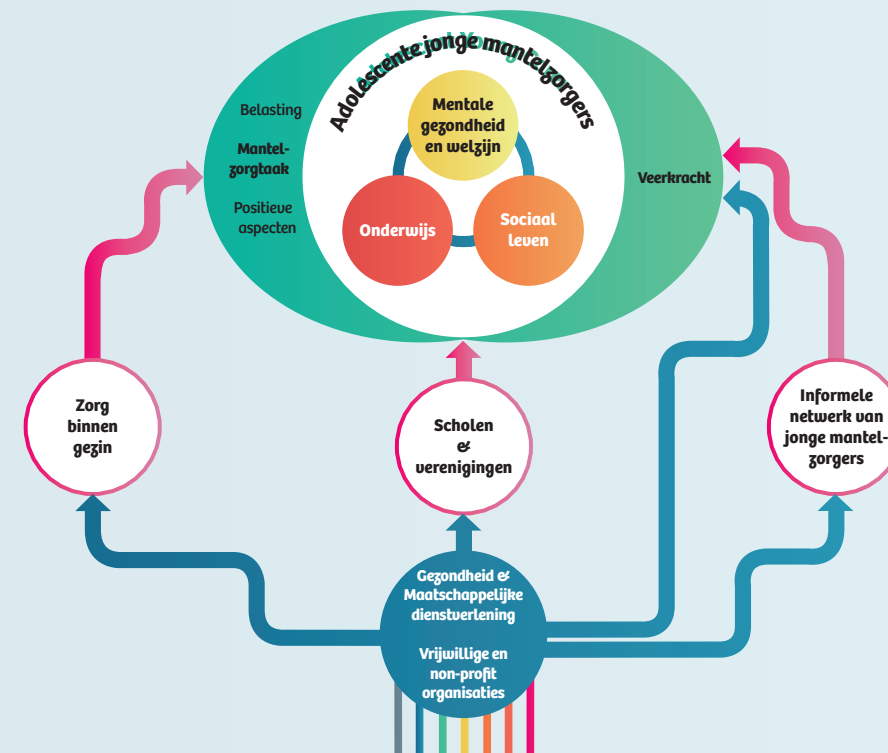 Adolescente jonge mantelzorgers
Belasting
Mantel-
zorgtaak
Positieve
aspecten
Mentale
gezondheid
en welzijn
Onderwijs
Sociaal
leven
Veerkracht
Zorg
binnen
gezin
Scholen
&
verenigingen
Informele
netwerk van
jonge mantel-
zorgers
Gezondheid &
Maatschappelijke
dienstverlening
Vrijwillige en
non-profit
organisaties